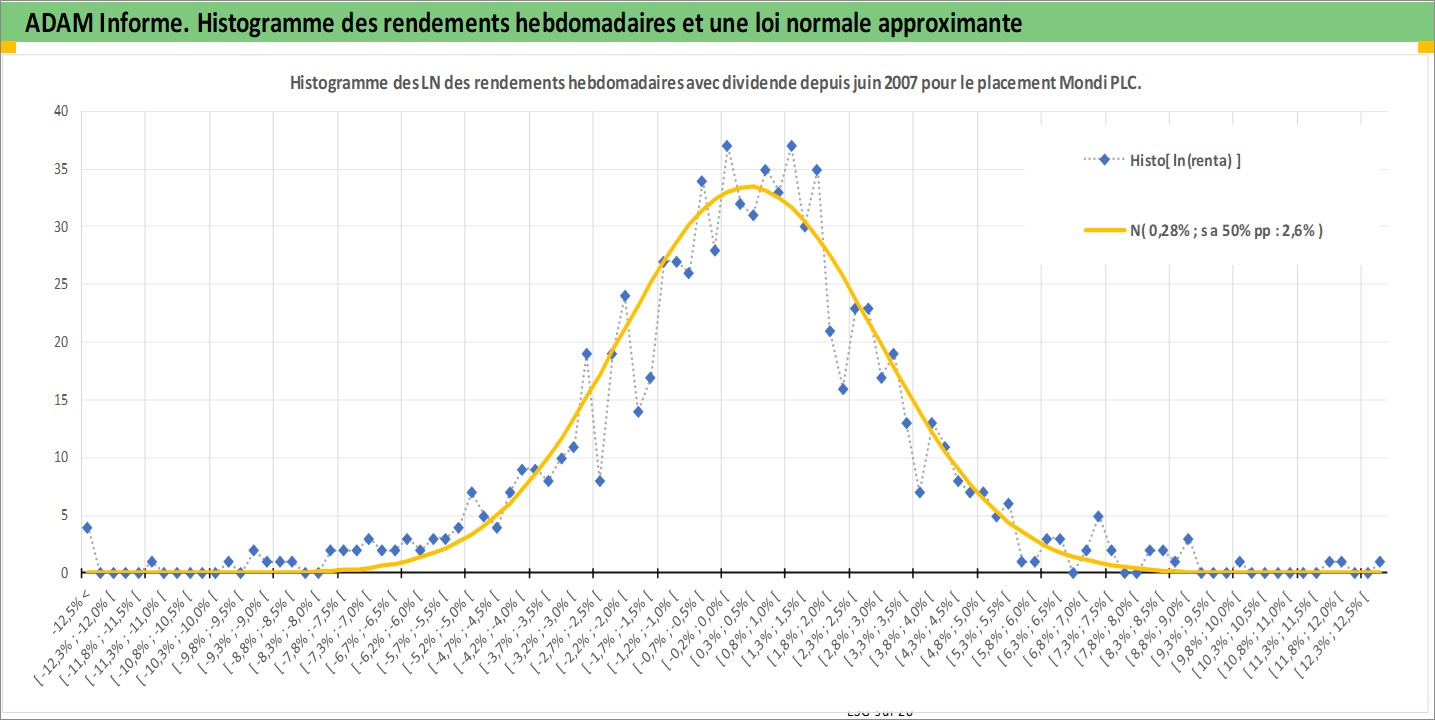 ADAM Informe. Histogramme des rendements hebdomadaires et une loi normale approximante
Histogramme des LN des rendements hebdomadaires avec dividende depuis juin 2007 pour le placement Mondi PLC.
40
35
30
25
20
15
10
5
0
Histo[ ln(renta) ]
N( 0,28% ; s a 50% pp : 2,6% )
-12,5% <
[ -12,3% ; -12,0% [
[ -11,8% ; -11,5% [
[ -11,3% ; -11,0% [
[ -10,8% ; -10,5% [
[ -10,3% ; -10,0% [
[ -9,8% ; -9,5% [
[ -9,3% ; -9,0% [
[ -8,8% ; -8,5% [
[ -8,3% ; -8,0% [
[ -7,8% ; -7,5% [
[ -7,3% ; -7,0% [
[ -6,7% ; -6,5% [
[ -6,2% ; -6,0% [
[ -5,7% ; -5,5% [
[ -5,2% ; -5,0% [
[ -4,7% ; -4,5% [
[ -4,2% ; -4,0% [
[ -3,7% ; -3,5% [
[ -3,2% ; -3,0% [
[ -2,7% ; -2,5% [
[ -2,2% ; -2,0% [
[ -1,7% ; -1,5% [
[ -1,2% ; -1,0% [
[ -0,7% ; -0,5% [
[ -0,2% ; 0,0% [
[ 0,3% ; 0,5% [
[ 0,8% ; 1,0% [
[ 1,3% ; 1,5% [
[ 1,8% ; 2,0% [
[ 2,3% ; 2,5% [
[ 2,8% ; 3,0% [
[ 3,3% ; 3,5% [
[ 3,8% ; 4,0% [
[ 4,3% ; 4,5% [
[ 4,8% ; 5,0% [
[ 5,3% ; 5,5% [
[ 5,8% ; 6,0% [
[ 6,3% ; 6,5% [
[ 6,8% ; 7,0% [
[ 7,3% ; 7,5% [
[ 7,8% ; 8,0% [
[ 8,3% ; 8,5% [
[ 8,8% ; 9,0% [
[ 9,3% ; 9,5% [
[ 9,8% ; 10,0% [
[ 10,3% ; 10,5% [
[ 10,8% ; 11,0% [
[ 11,3% ; 11,5% [
[ 11,8% ; 12,0% [
[ 12,3% ; 12,5% [